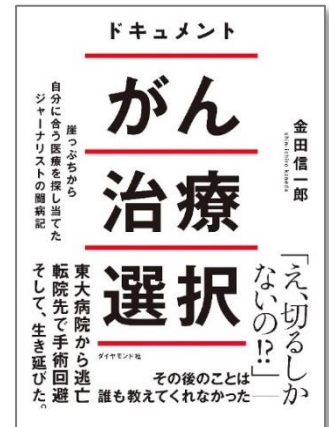 ドキュメント
がん
治療
選択
崖っぷちから
自分に合う医療を探し当てた
ジャーナリストの闘病記
金田信一郎
shin-ichiro kaneda
「え、切るしか
ないの!?」
東大病院から逃亡
転院先で手術回避
そして、生き延びた。
ダイヤモンド社
その後のことは
誰も教えてくれなかった